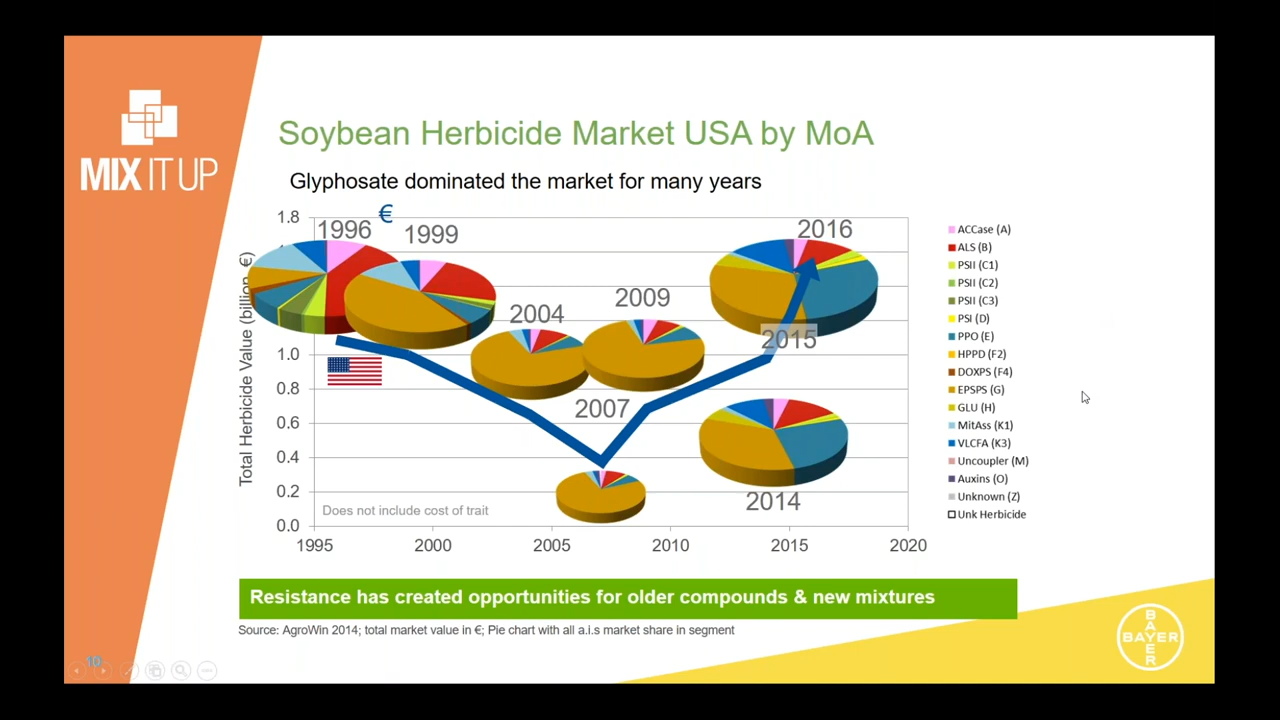 MIX IT UP
Soybean Herbicide Market USA by MoA
Glyphosate dominated the market for many years
€
Total Herbicide Value (billion €)
1.8
1.0
0.8
0.6
0.4
0.2
0.0
1995
2000
2005
2010
2015
2020
1996
1999
2004
2009
2016
2015
2007
2014
Does not include cost of trait
ACCase (A)
ALS (B)
PSII (C1)
PSII (C2)
PSII (C3)
PSI (D)
PPO (E)
HPPD (F2)
DOXPS (F4)
EPSPS (G)
GLU (H)
MitAss (K1)
VLCFA (K3)
Uncoupler (M)
Auxins (O)
Unknown (Z)
Unk Herbicide
Resistance has created opportunities for older compounds & new mixtures
Source: AgroWin 2014; total market value in €; Pie chart with all a.i.s market share in segment
10
BAYER
BAYER